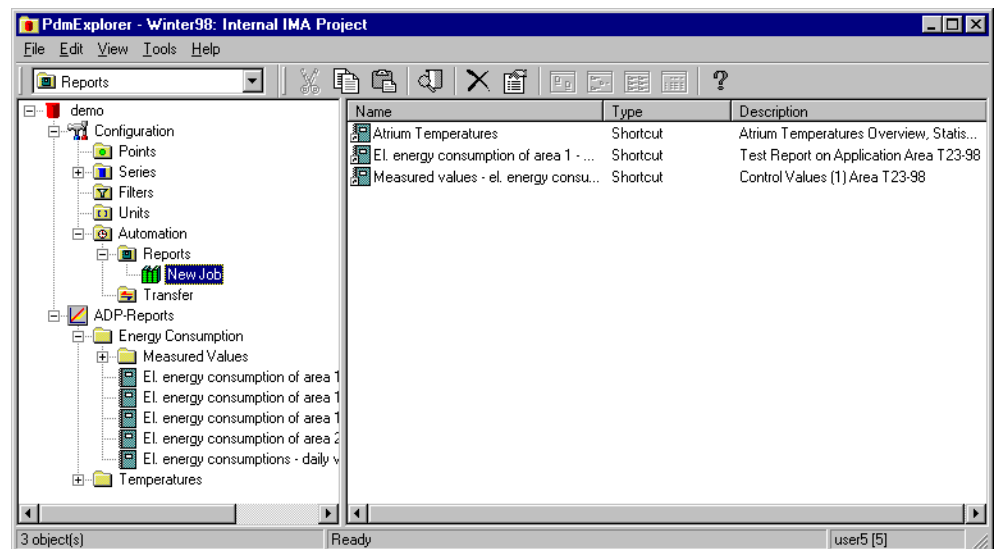 PdmExplorer - Winter98: Internal IMA Project
File Edit View Tools Help
Reports
?
demo
Configuration
Points
Series
Filters
Units
Automation
Reports
New Job
Transfer
ADP-Reports
Energy Consumption
Measured Values
El. energy consumption of area 1
El. energy consumption of area 1
El. energy consumption of area 1
El. energy consumption of area 2
El. energy consumptions - daily v
Temperatures
Name Type Description
Atrium Temperatures Shortcut Atrium Temperatures Overview, Statis...
El. energy consumption of area 1 - ... Shortcut Test Report on Application Area T23-98
Measured values - el. energy consu... Shortcut Control Values (1) Area T23-98
3 object(s) Ready user5 [5]